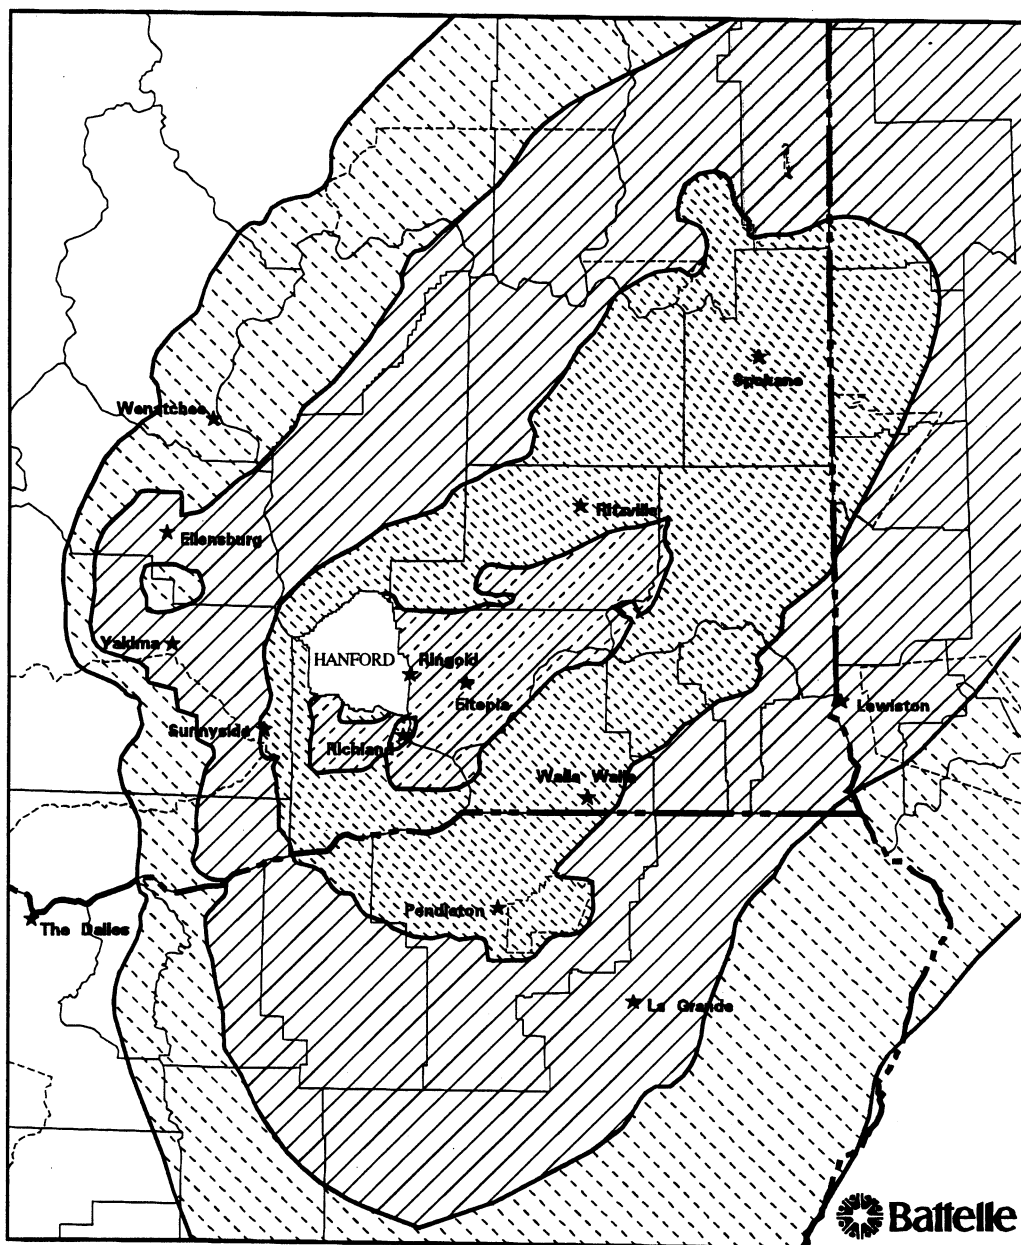 Spokane
Wenatchee
Ritzville
Ellensburg
Yakima
HANFORD
Ringold
Eltopia
Sunnyside
Richland
Lewiston
Walla Walla
Pendleton
The Dalles
La Grande
Battelle